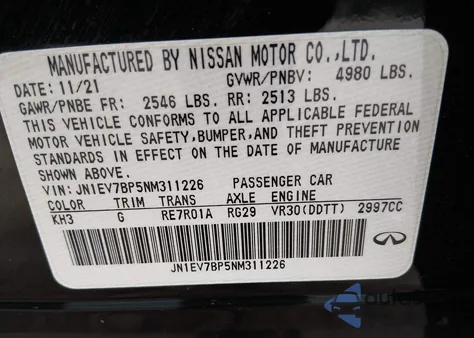 MANUFACTURED BY NISSAN MOTOR CO.,LTD.
DATE: 11/21 GVWR/PNBV: 4980 LBS.
GAWR/PNBE FR: 2546 LBS. RR: 2513 LBS.
THIS VEHICLE CONFORMS TO ALL APPLICABLE FEDERAL
MOTOR VEHICLE SAFETY,BUMPER,AND THEFT PREVENTION
STANDARDS IN EFFECT ON THE DATE OF MANUFACTURE
SHOWN ABOVE.
VIN: JN1EV7BP5NM311226 PASSENGER CAR
COLOR TRIM TRANS AXLE ENGINE
KH3 G RE7R01A RG29 VR30(DDTT) 2997CC
JN1EV7BP5NM311226